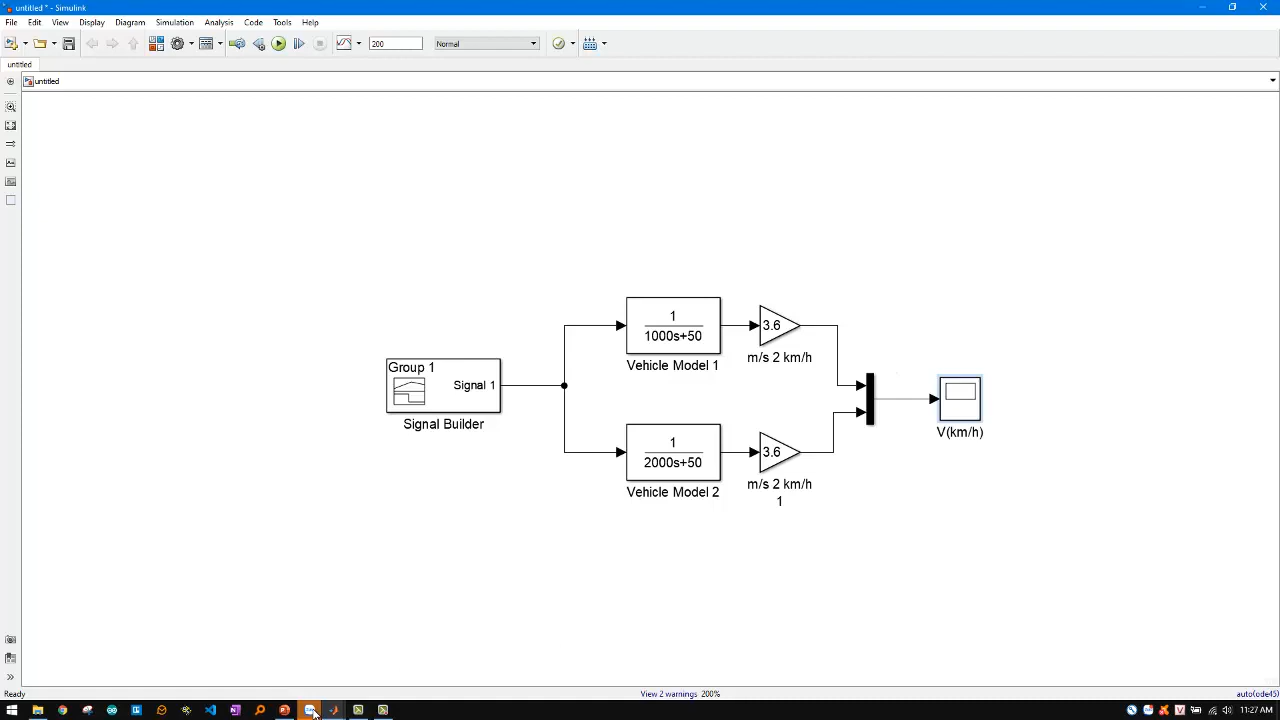 untitled * - Simulink
File Edit View Display Diagram Simulation Analysis Code Tools Help
200
Normal
untitled
untitled
1
1000s+50
3.6
Vehicle Model 1
m/s 2 km/h
Group 1
Signal 1
Signal Builder
V(km/h)
1
2000s+50
3.6
Vehicle Model 2
m/s 2 km/h
1
Ready
View 2 warnings 200%
auto(ode45)
11:27 AM